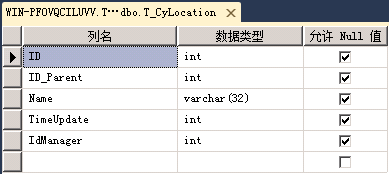 WIN-PFOVQCILUVV.T...dbo.T_CyLocation
列名 数据类型 允许 Null 值
ID int
ID_Parent int
Name varchar(32)
TimeUpdate int
IdManager int